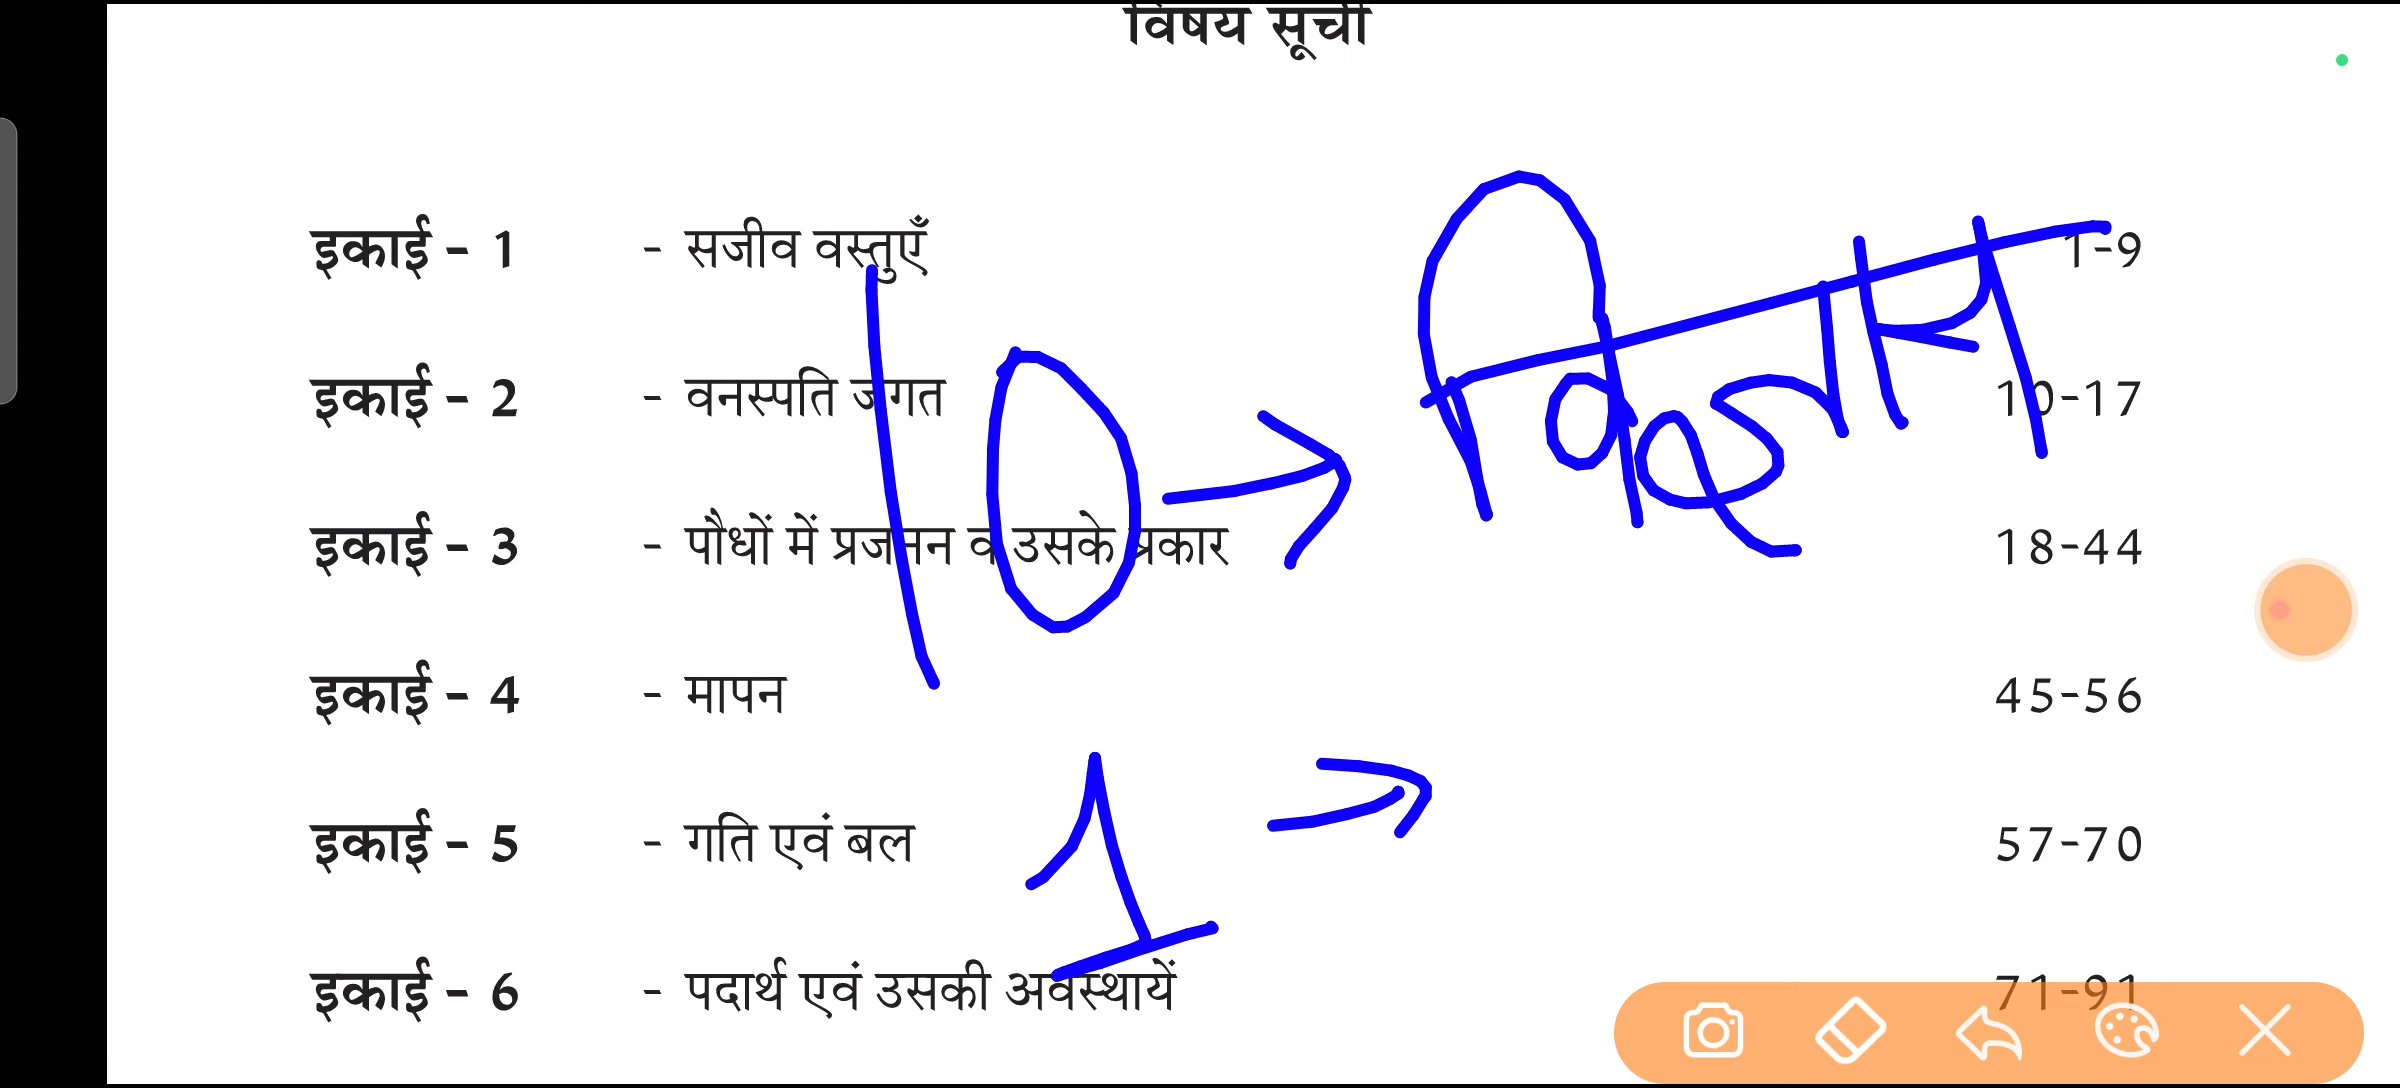 विषय सूची
इकाई - 1 - सजीव वस्तुएँ 1-9
इकाई - 2 - वनस्पति जगत 10-17
इकाई - 3 - पौधों में प्रजनन व उसके प्रकार 18-44
10 → विज्ञान
इकाई - 4 - मापन 45-56
इकाई - 5 - गति एवं बल 57-70
1 →
इकाई - 6 - पदार्थ एवं उसकी अवस्थायें 71-91